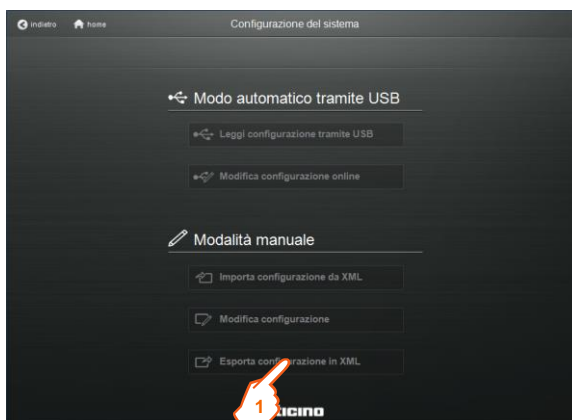 indietro home Configurazione del sistema
Modo automatico tramite USB
Leggi configurazione tramite USB
Modifica configurazione online
Modalità manuale
Importa configurazione da XML
Modifica configurazione
Esporta configurazione in XML
1